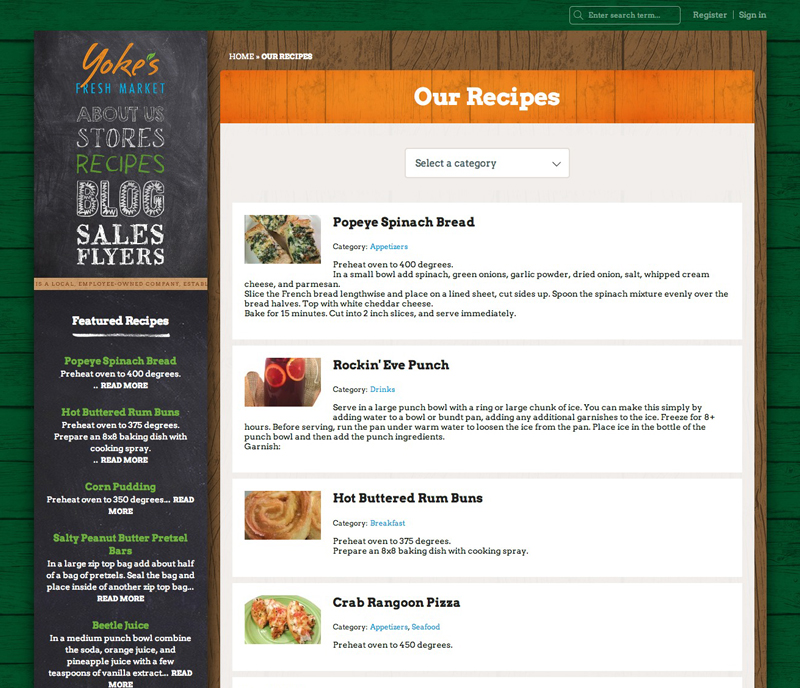 Enter search term...
Register | Sign in
Yoke's
FRESH MARKET
ABOUT US
STORES
RECIPES
BLOG
SALES
FLYERS
IS A LOCAL, EMPLOYEE-OWNED COMPANY, ESTABL
Featured Recipes
Popeye Spinach Bread
Preheat oven to 400 degrees.
.. READ MORE
Hot Buttered Rum Buns
Preheat oven to 375 degrees.
Prepare an 8x8 baking dish with
cooking spray.
.. READ MORE
Corn Pudding
Preheat oven to 350 degrees... READ
MORE
Salty Peanut Butter Pretzel
Bars
In a large zip top bag add about half
of a bag of pretzels. Seal the bag and
place inside of another zip top bag...
READ MORE
Beetle Juice
In a medium punch bowl combine
the soda, orange juice, and
pineapple juice with a few
teaspoons of vanilla extract... READ
MORE
HOME » OUR RECIPES
Our Recipes
Select a category
Popeye Spinach Bread
Category: Appetizers
Preheat oven to 400 degrees.
In a small bowl add spinach, green onions, garlic powder, dried onion, salt, whipped cream
cheese, and parmesan.
Slice the French bread lengthwise and place on a lined sheet, cut sides up. Spoon the spinach mixture evenly over the
bread halves. Top with white cheddar cheese.
Bake for 15 minutes. Cut into 2 inch slices, and serve immediately.
Rockin' Eve Punch
Category: Drinks
Serve in a large punch bowl with a ring or large chunk of ice. You can make this simply by
adding water to a bowl or bundt pan, adding any additional garnishes to the ice. Freeze for 8+
hours. Before serving, run the pan under warm water to loosen the ice from the pan. Place ice in the bottle of the
punch bowl and then add the punch ingredients.
Garnish:
Hot Buttered Rum Buns
Category: Breakfast
Preheat oven to 375 degrees.
Prepare an 8x8 baking dish with cooking spray.
Crab Rangoon Pizza
Category: Appetizers, Seafood
Preheat oven to 450 degrees.